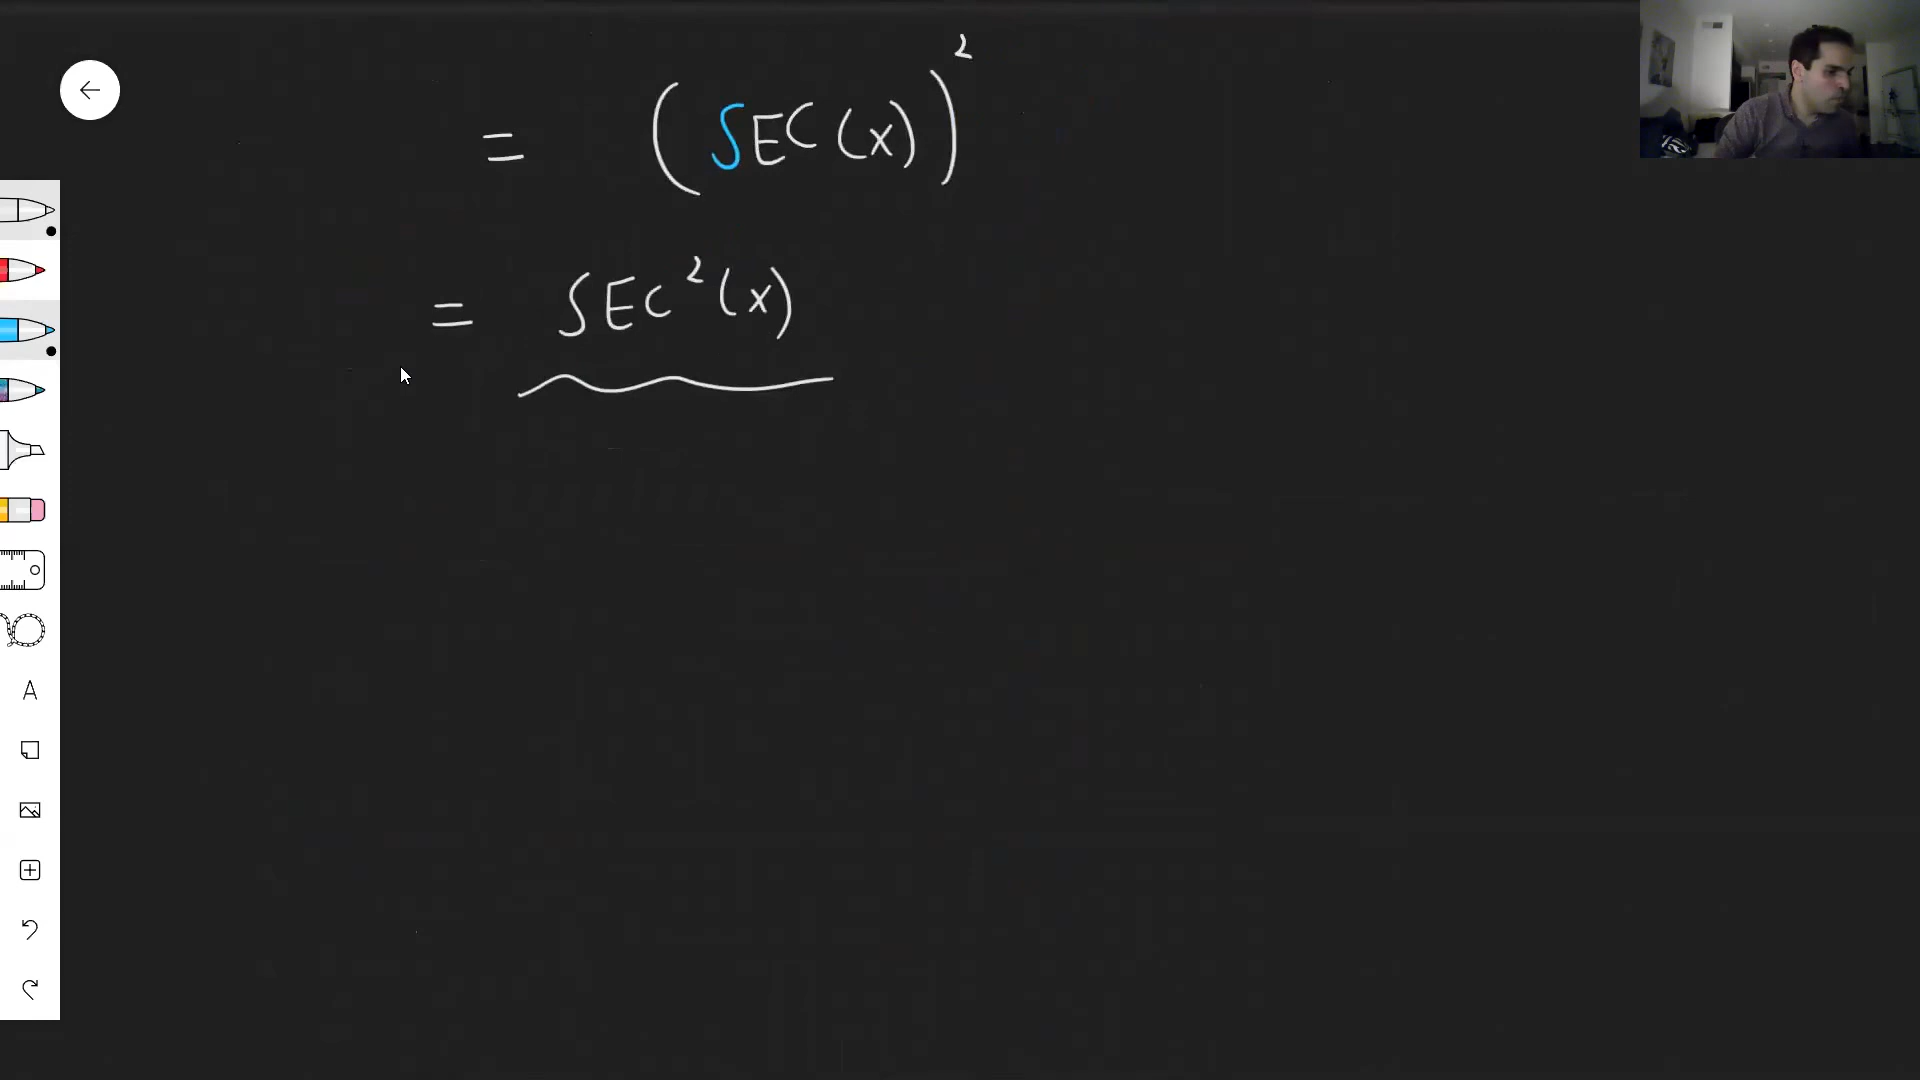 = (SEC(x))²
= SEC²(x)
A